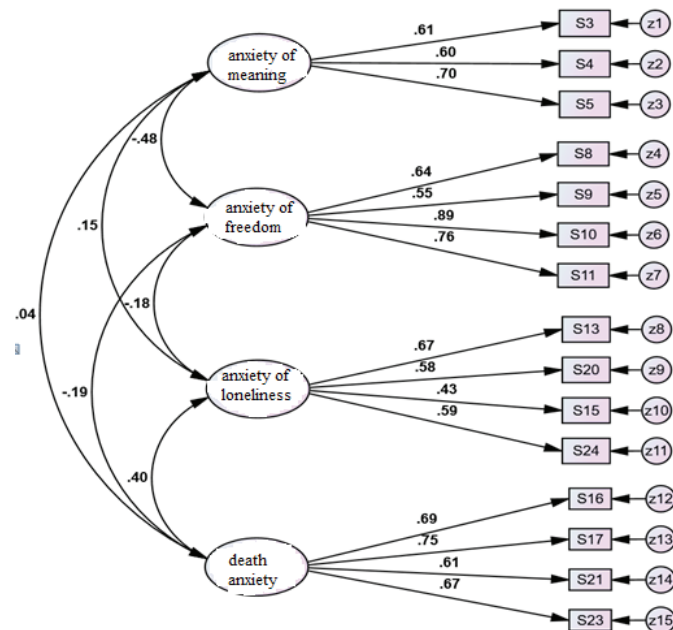 anxiety of
meaning
.61
.60
.70
S3
z1
S4
z2
S5
z3
-.48
anxiety of
freedom
.64
.55
.89
.76
S8
z4
S9
z5
S10
z6
S11
z7
.15
-.18
.04
-.19
anxiety of
loneliness
.67
.58
.43
.59
S13
z8
S20
z9
S15
z10
S24
z11
.40
death
anxiety
.69
.75
.61
.67
S16
z12
S17
z13
S21
z14
S23
z15